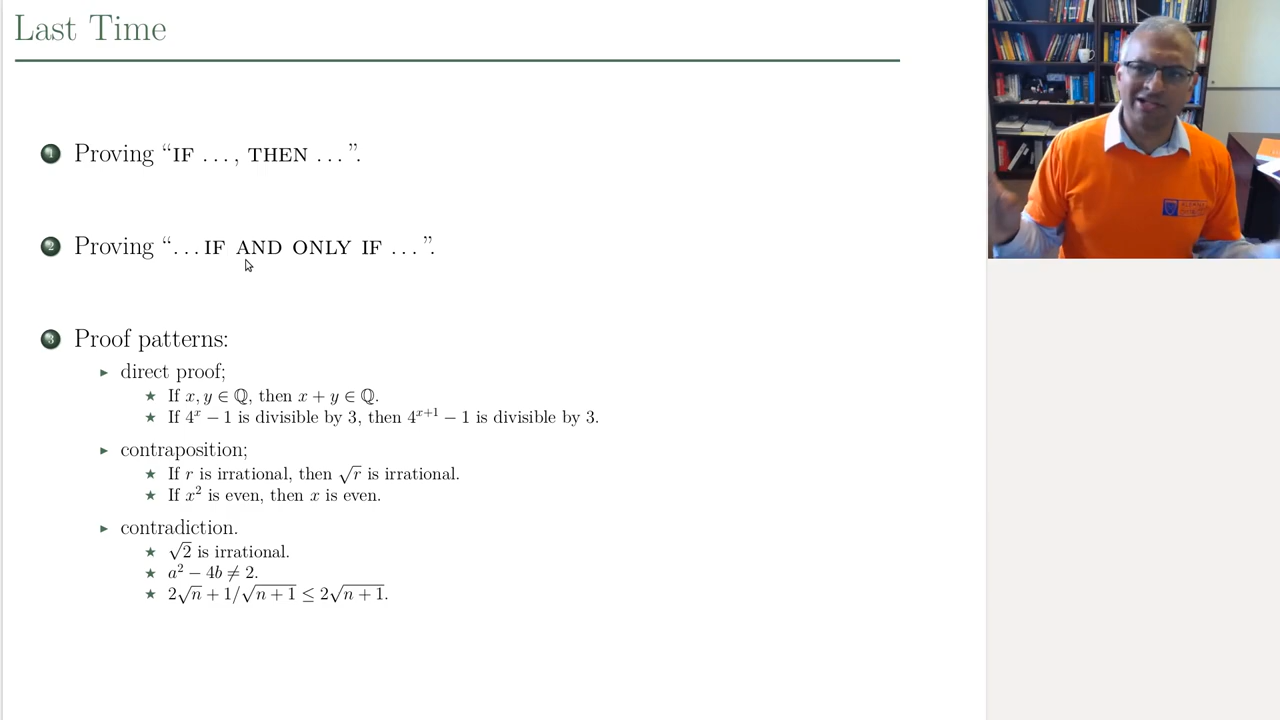 Last Time
1 Proving “IF ..., THEN ...”.
2 Proving “...IF AND ONLY IF ...”.
3 Proof patterns:
► direct proof;
★ If x, y ∈ ℚ, then x + y ∈ ℚ.
★ If 4^x − 1 is divisible by 3, then 4^{x+1} − 1 is divisible by 3.
► contraposition;
★ If r is irrational, then √r is irrational.
★ If x² is even, then x is even.
► contradiction.
★ √2 is irrational.
★ a² − 4b ≠ 2.
★ 2√n + 1/√(n + 1) ≤ 2√(n + 1).